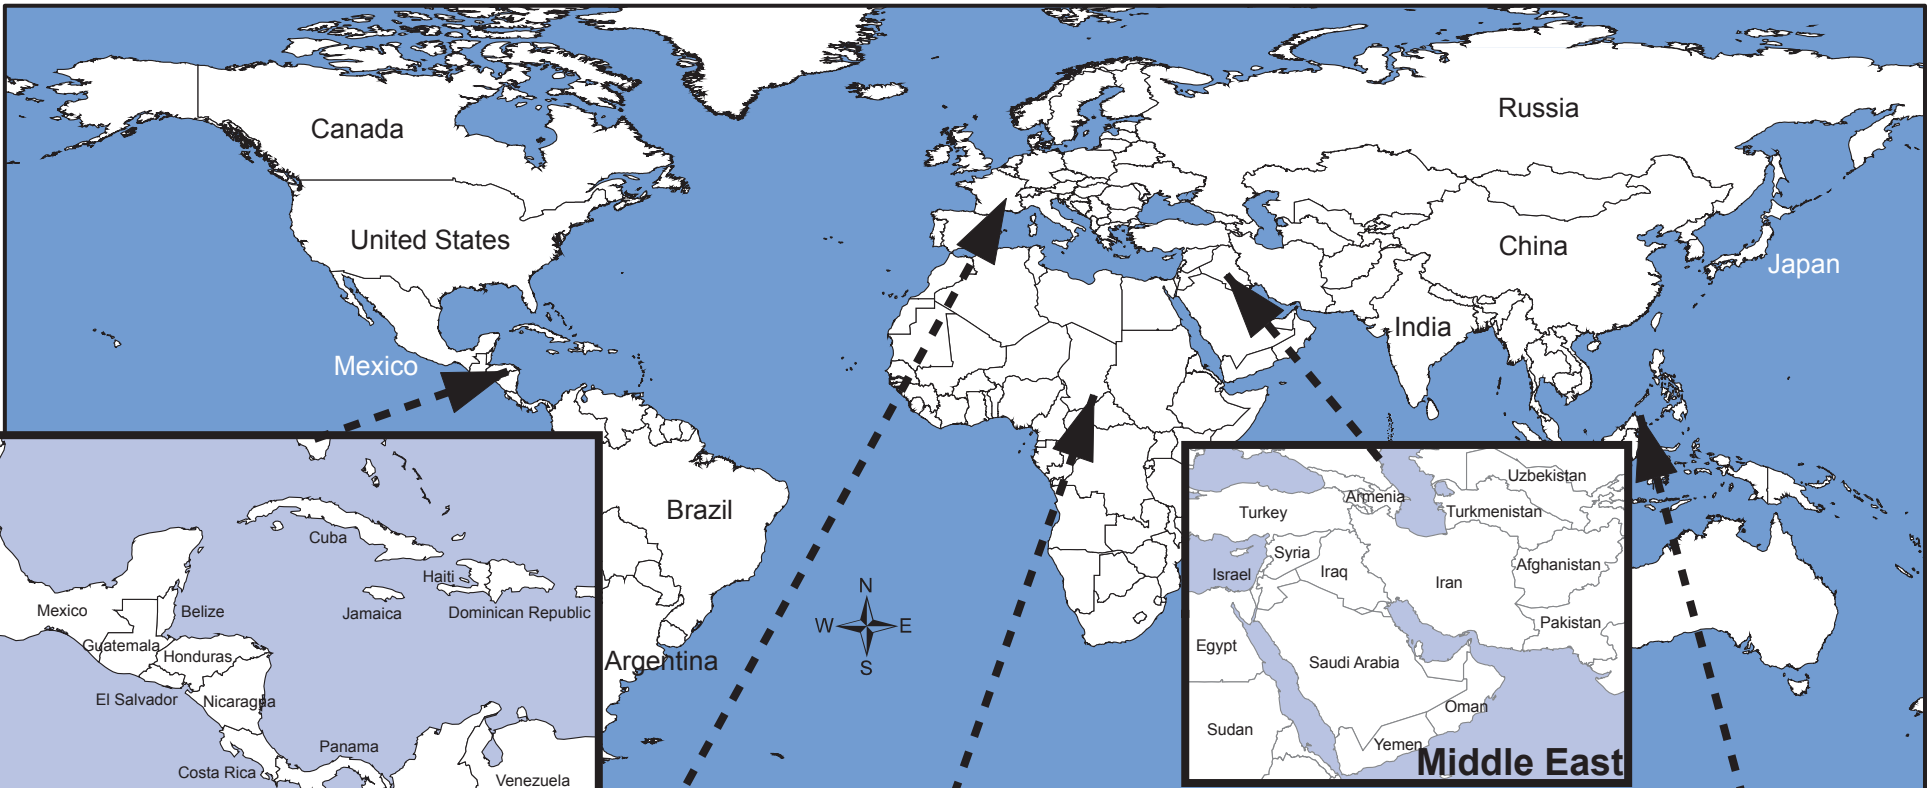 Canada
Russia
United States
China
Japan
India
Mexico
Brazil
Argentina
N
W
E
S
Cuba
Haiti
Jamaica
Dominican Republic
Mexico
Belize
Guatemala
Honduras
El Salvador
Nicaragua
Panama
Costa Rica
Venezuela
Uzbekistan
Armenia
Turkey
Turkmenistan
Syria
Israel
Iraq
Iran
Afghanistan
Pakistan
Egypt
Saudi Arabia
Oman
Sudan
Yemen
Middle East